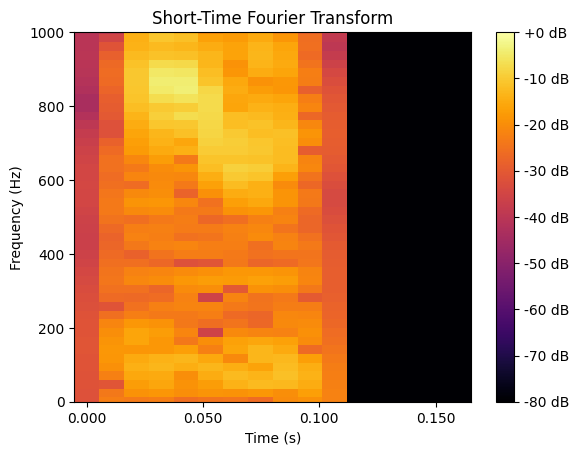 Short-Time Fourier Transform
1000
800
600
400
200
0
Frequency (Hz)
0.000
0.050
0.100
0.150
Time (s)
+0 dB
-10 dB
-20 dB
-30 dB
-40 dB
-50 dB
-60 dB
-70 dB
-80 dB